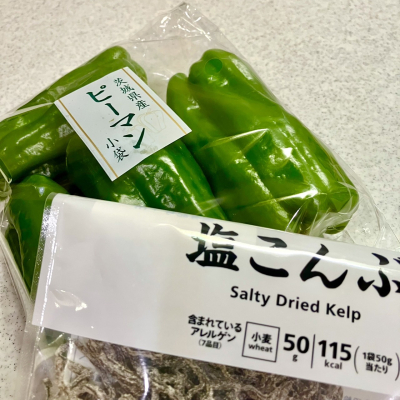 茨城県産
ピーマン
小袋
塩こんぶ
Salty Dried Kelp
含まれている
アレルゲン
(7品目)
小麦
wheat
50
g
115
kcal
(1袋50g
当たり)